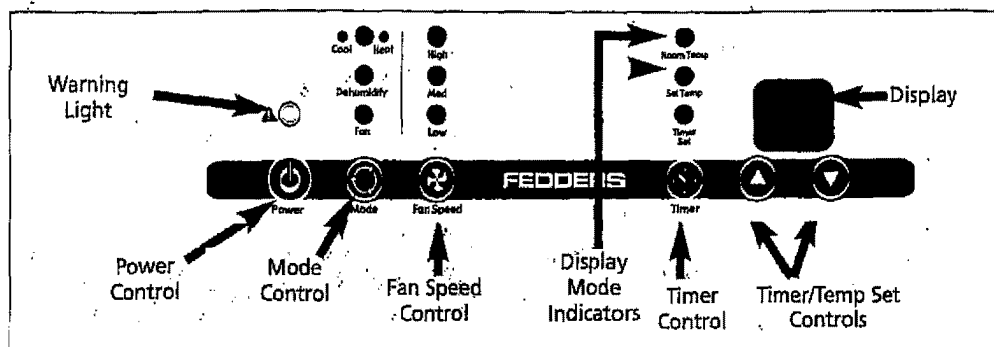 Cool Heat
High
Room Temp
Warning
Light
Dehumidify
Med
Set Temp
Display
Fan
Low
Timer
Set
FEDDERS
Power
Mode
Fan Speed
Timer
Power
Control
Mode
Control
Fan Speed
Control
Display
Mode
Indicators
Timer
Control
Timer/Temp Set
Controls